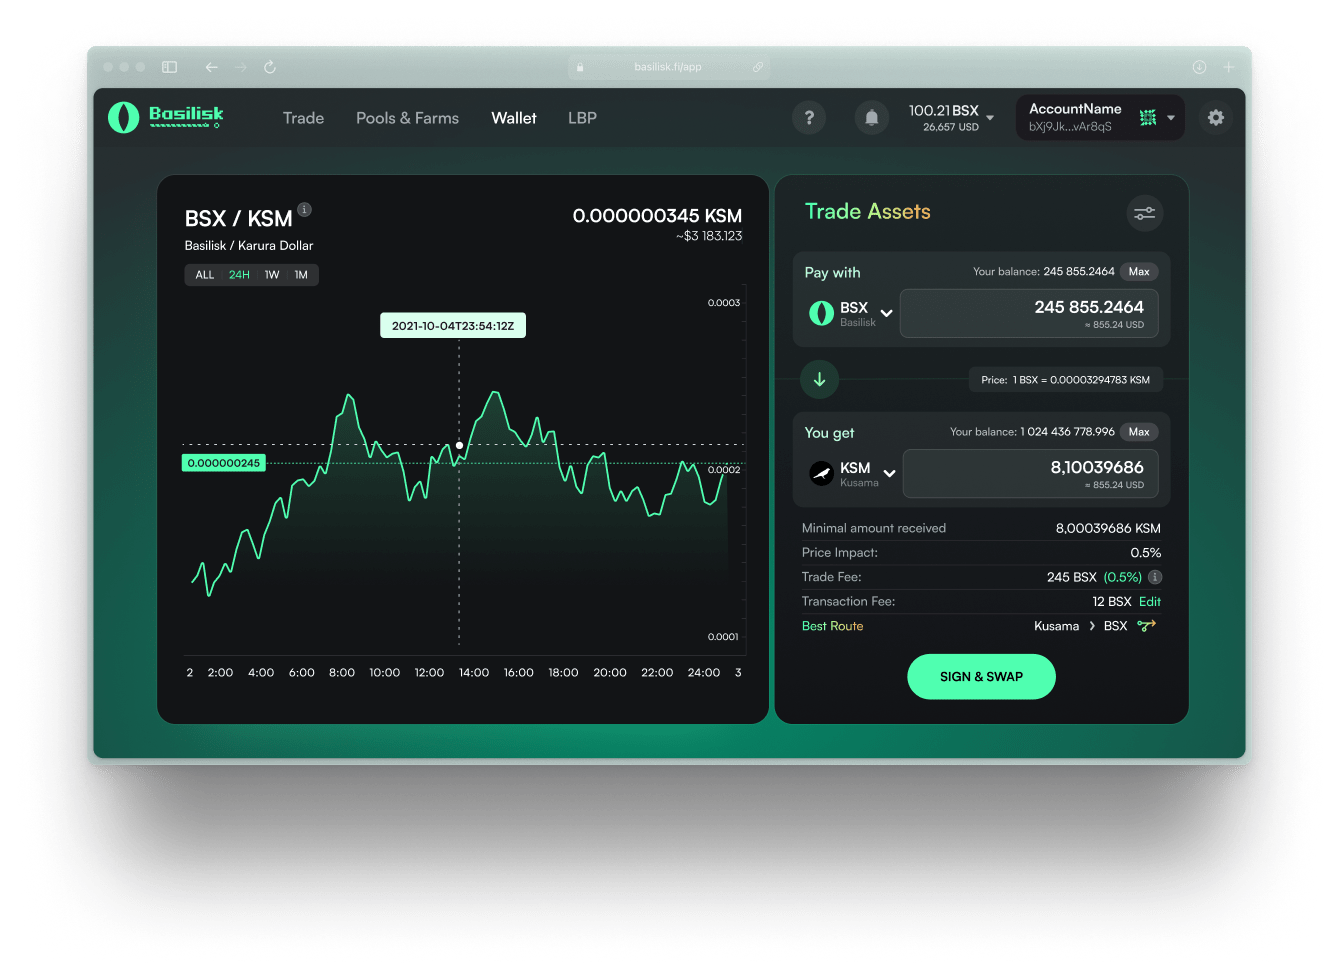 basilisk.fi/app
Basilisk
Trade
Pools & Farms
Wallet
LBP
?
100.21 BSX
26,657 USD
AccountName
bXj9Jk...vAr8qS
BSX / KSM
i
Basilisk / Karura Dollar
ALL 24H 1W 1M
0.000000345 KSM
~$3 183.123
0.0003
2021-10-04T23:54:12Z
0.000000245
0.0002
0.0001
2 2:00 4:00 6:00 8:00 10:00 12:00 14:00 16:00 18:00 20:00 22:00 24:00 3
Trade Assets
Pay with
Your balance: 245 855.2464 Max
BSX
Basilisk
245 855.2464
≈ 855.24 USD
Price: 1 BSX = 0.00003294783 KSM
You get
Your balance: 1 024 436 778.996 Max
KSM
Kusama
8,10039686
≈ 855.24 USD
Minimal amount received 8,00039686 KSM
Price Impact: 0.5%
Trade Fee: 245 BSX (0.5%) i
Transaction Fee: 12 BSX Edit
Best Route Kusama > BSX
SIGN & SWAP